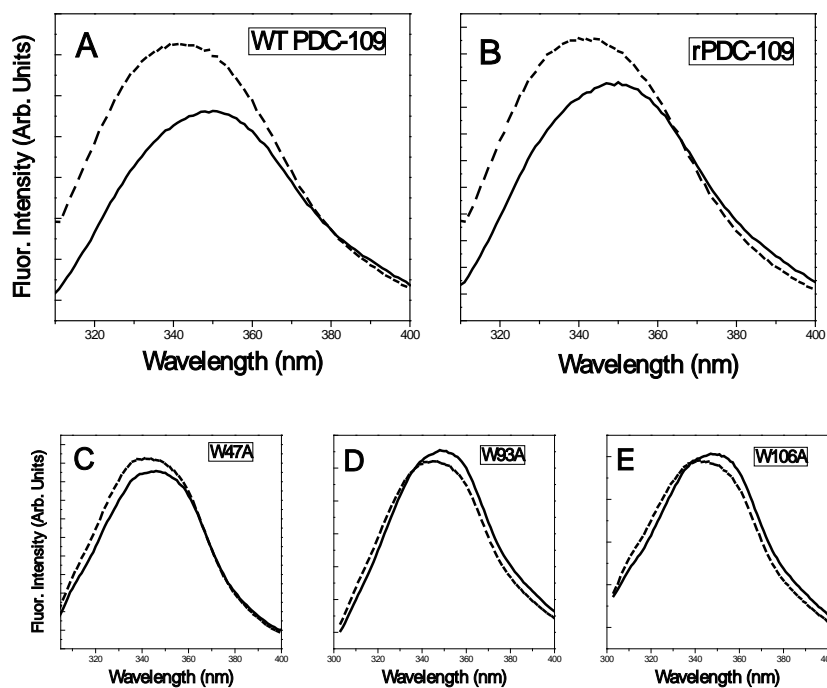 A
WT PDC-109
B
rPDC-109
Fluor. Intensity (Arb. Units)
320 340 360 380 400
320 340 360 380 400
Wavelength (nm)
Wavelength (nm)
C
W47A
D
W93A
E
W106A
Fluor. Intensity (Arb. Units)
320 340 360 380 400
300 320 340 360 380 400
300 320 340 360 380 400
Wavelength (nm)
Wavelength (nm)
Wavelength (nm)